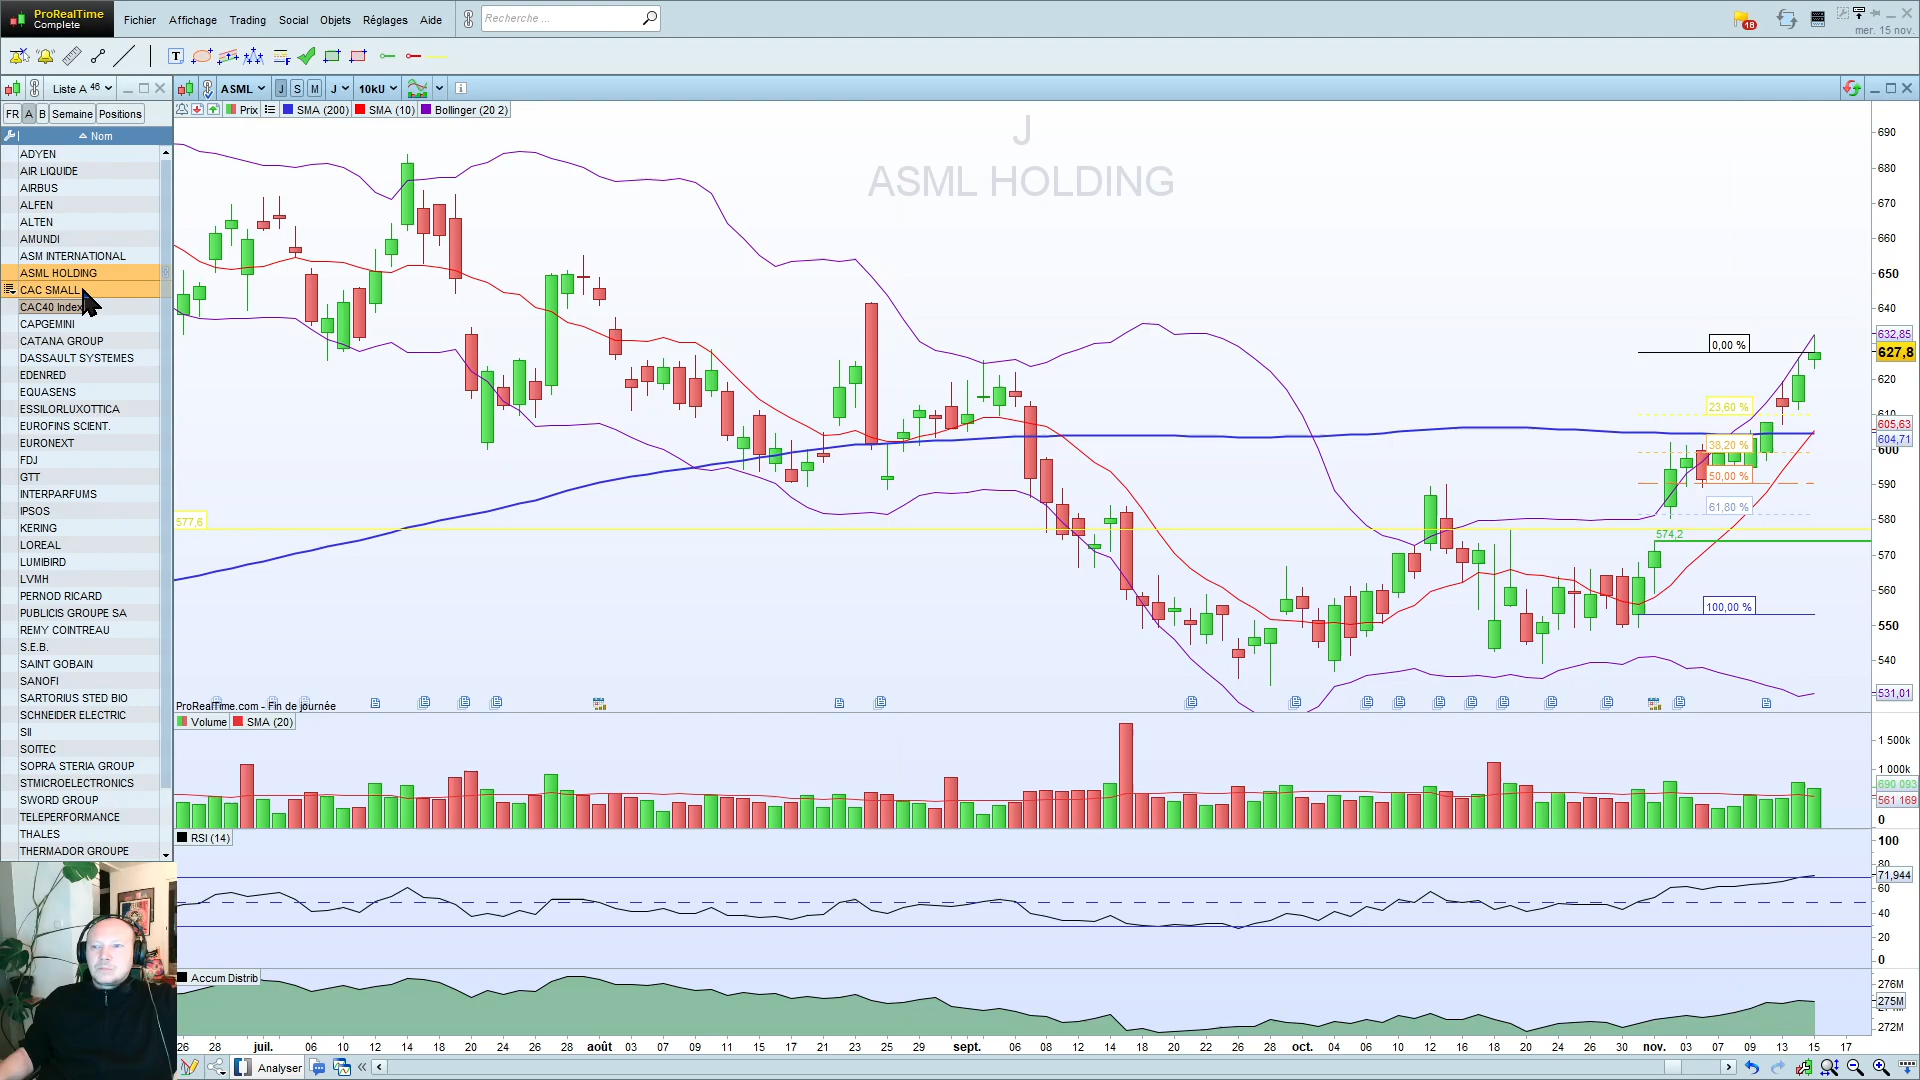 ProRealTime
Complete
Fichier Affichage Trading Social Objets Réglages Aide
Recherche ...
18
mer. 15 nov.
T
Liste A 46
ASML J S M J 10kU
FR A B Semaine Positions
Prix SMA (200) SMA (10) Bollinger (20 2)
Nom
ADYEN
AIR LIQUIDE
AIRBUS
ALFEN
ALTEN
AMUNDI
ASM INTERNATIONAL
ASML HOLDING
CAC SMALL
CAC40 Index
CAPGEMINI
CATANA GROUP
DASSAULT SYSTEMES
EDENRED
EQUASENS
ESSILORLUXOTTICA
EUROFINS SCIENT.
EURONEXT
FDJ
GTT
INTERPARFUMS
IPSOS
KERING
LOREAL
LUMIBIRD
LVMH
PERNOD RICARD
PUBLICIS GROUPE SA
REMY COINTREAU
S.E.B.
SAINT GOBAIN
SANOFI
SARTORIUS STED BIO
SCHNEIDER ELECTRIC
SII
SOITEC
SOPRA STERIA GROUP
STMICROELECTRONICS
SWORD GROUP
TELEPERFORMANCE
THALES
THERMADOR GROUPE
J
ASML HOLDING
690
680
670
660
650
640
632,85
627,8
620
610
605,63
604,71
600
590
580
570
560
550
540
531,01
0,00 %
23,60 %
38,20 %
50,00 %
61,80 %
100,00 %
577,6
574,2
ProRealTime.com - Fin de journée
Volume SMA (20)
1 500k
1 000k
690 093
561 169
0
RSI (14)
100
80
71,944
60
40
20
0
Accum Distrib
276M
275M
272M
26 28 juil. 06 10 12 14 18 20 24 26 28 août 03 07 09 11 15 17 21 23 25 29 sept. 06 08 12 14 18 20 22 26 28 oct. 04 06 10 12 16 18 20 24 26 30 nov. 03 07 09 13 15 17
Analyser